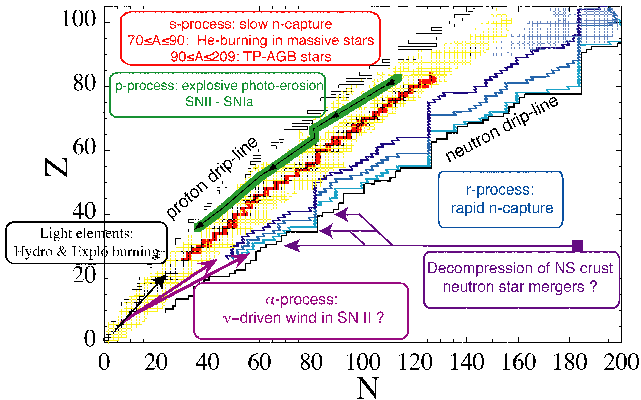 s-process: slow n-capture
70≤A≤90: He-burning in massive stars
90≤A≤209: TP-AGB stars
p-process: explosive photo-erosion
SNII - SNIa
proton drip-line
neutron drip-line
r-process:
rapid n-capture
Light elements:
Hydro & Explo burning
Decompression of NS crust
neutron star mergers ?
α-process:
ν-driven wind in SN II ?
Z
100
80
60
40
20
0
0 20 40 60 80 100 120 140 160 180 200
N